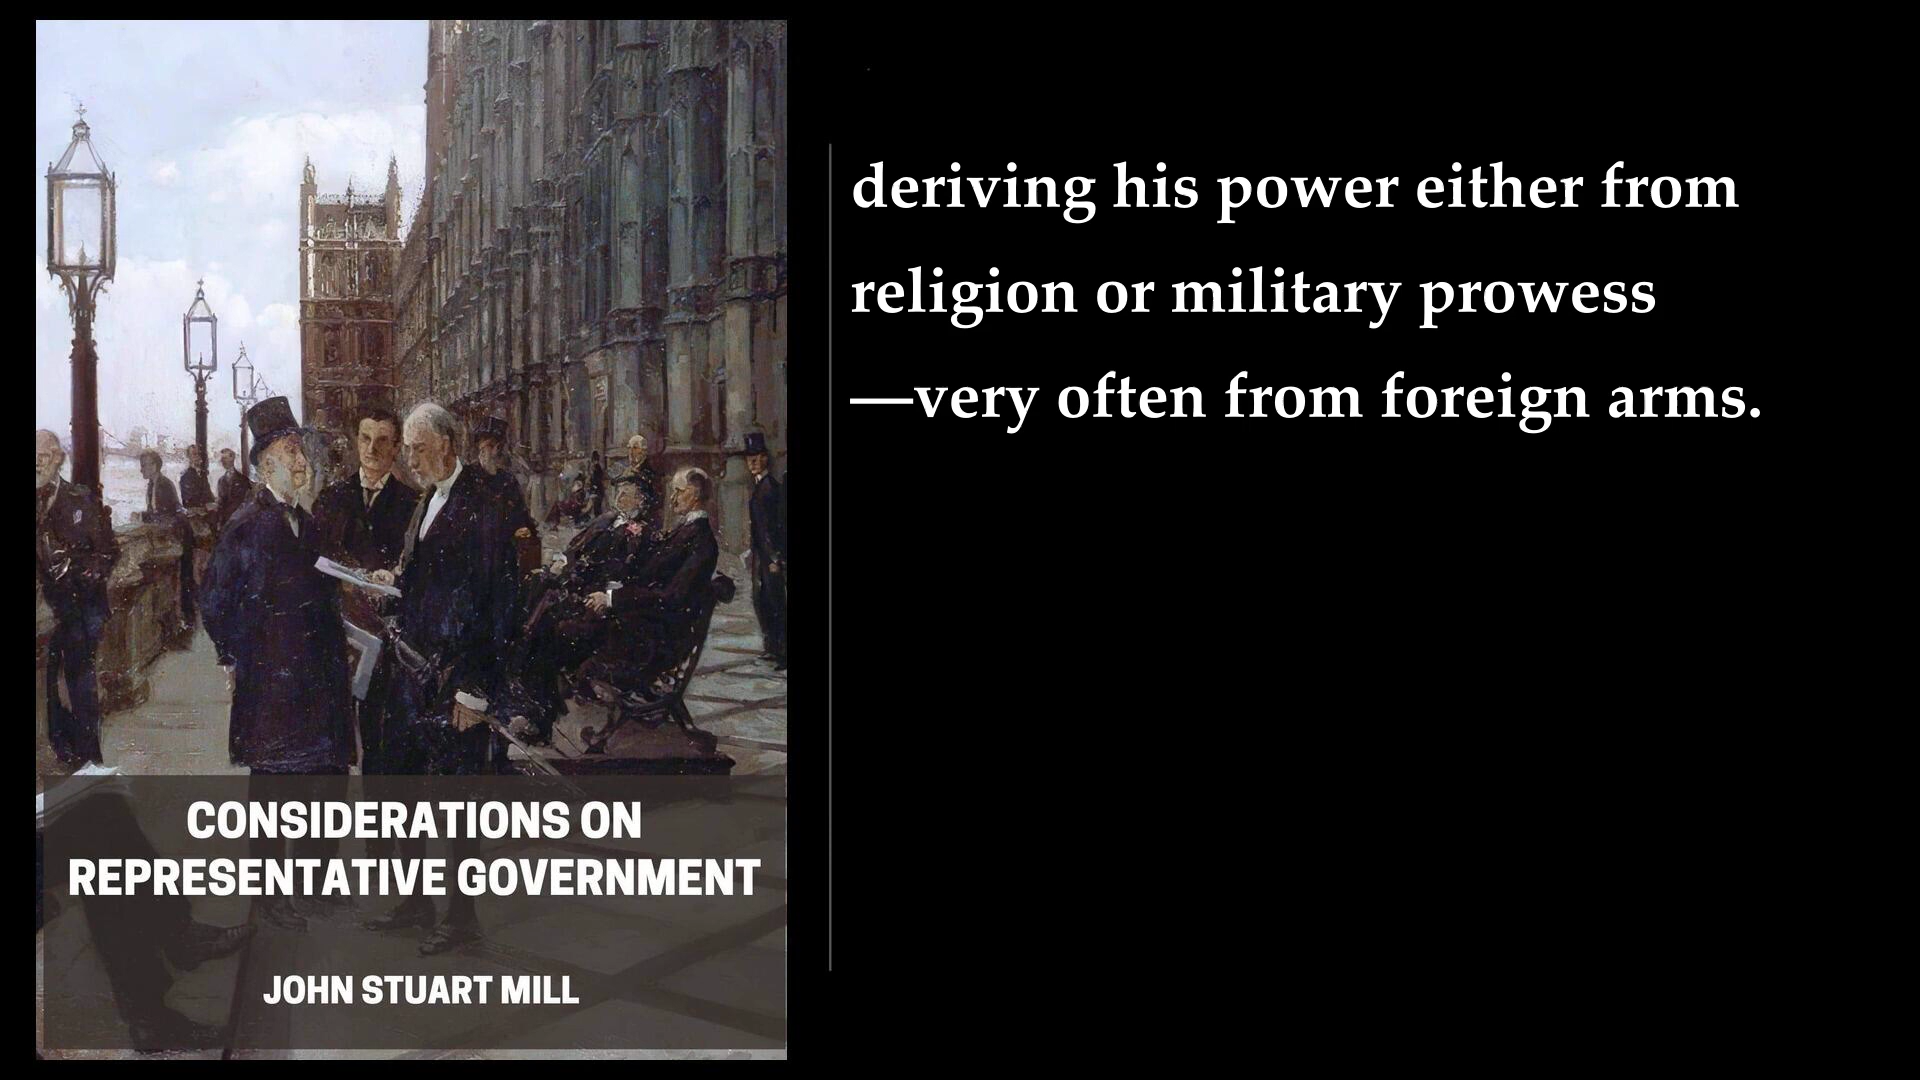 deriving his power either from
religion or military prowess
—very often from foreign arms.
CONSIDERATIONS ON
REPRESENTATIVE GOVERNMENT
JOHN STUART MILL